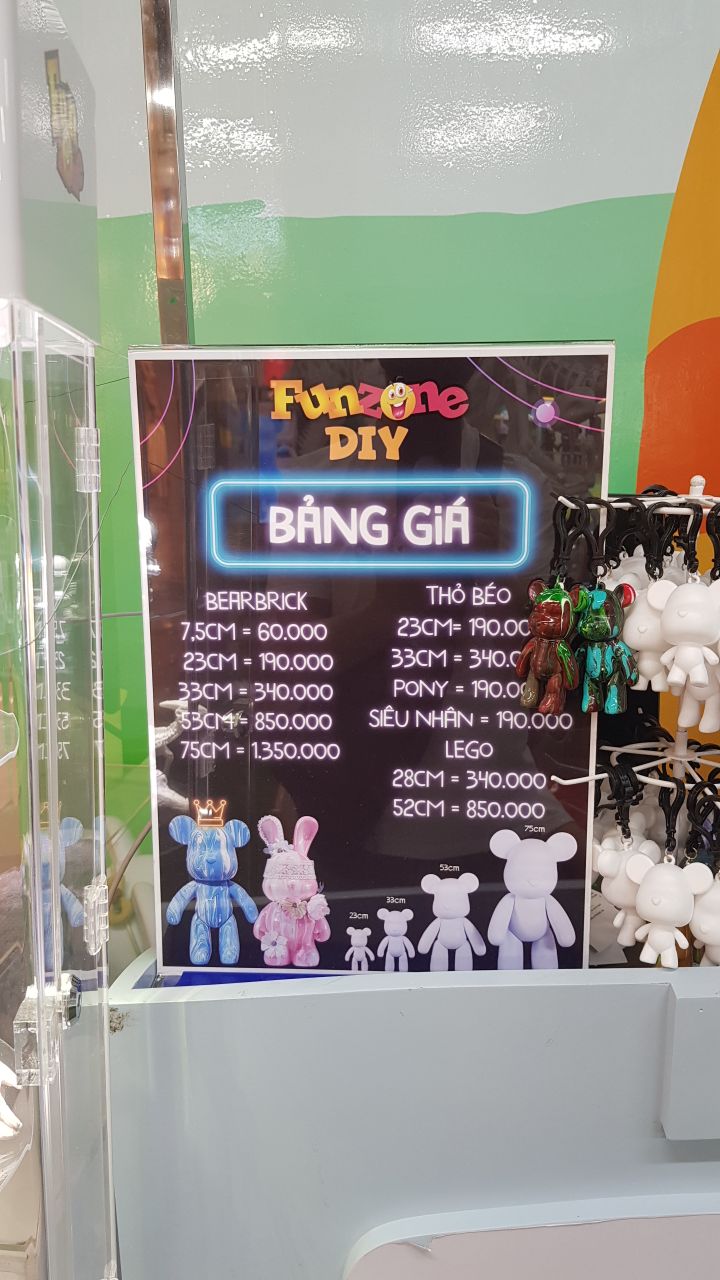 Funzone
DIY
BẢNG GIÁ
BEARBRICK
7,5CM = 60.000
23CM = 190.000
33CM = 340.000
53CM = 850.000
75CM = 1.350.000
THỎ BÉO
23CM= 190.00
33CM = 340.0
PONY = 190.00
SIÊU NHÂN = 190.000
LEGO
28CM = 340.000
52CM = 850.000
23cm
33cm
53cm
75cm